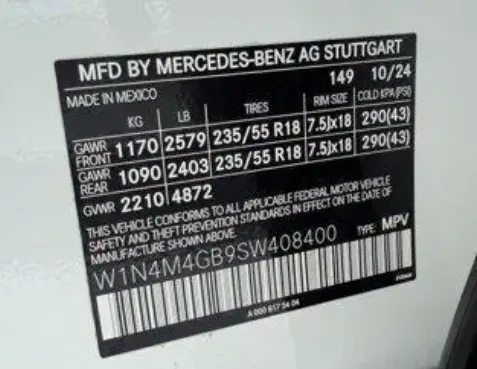 MFD BY MERCEDES-BENZ AG STUTTGART
149 10/24
MADE IN MEXICO
KG LB TIRES RIM SIZE COLD KPA(PSI)
GAWR FRONT 1170 2579 235/55 R18 7.5Jx18 290(43)
GAWR REAR 1090 2403 235/55 R18 7.5Jx18 290(43)
GVWR 2210 4872
THIS VEHICLE CONFORMS TO ALL APPLICABLE FEDERAL MOTOR VEHICLE
SAFETY AND THEFT PREVENTION STANDARDS IN EFFECT ON THE DATE OF
MANUFACTURE SHOWN ABOVE.
W1N4M4GB9SW408400 TYPE: MPV
A 000 817 34 04